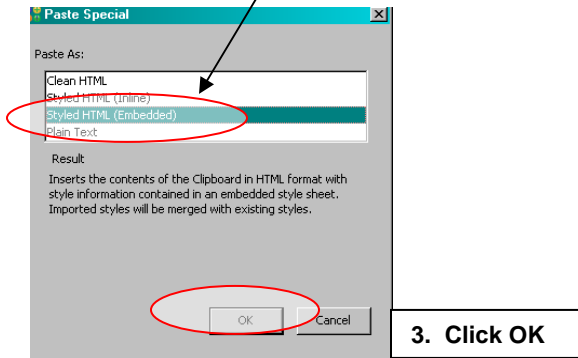 Paste Special
Paste As:
Clean HTML
Styled HTML (Inline)
Styled HTML (Embedded)
Plain Text
Result
Inserts the contents of the Clipboard in HTML format with
style information contained in an embedded style sheet.
Imported styles will be merged with existing styles.
OK
Cancel
3. Click OK